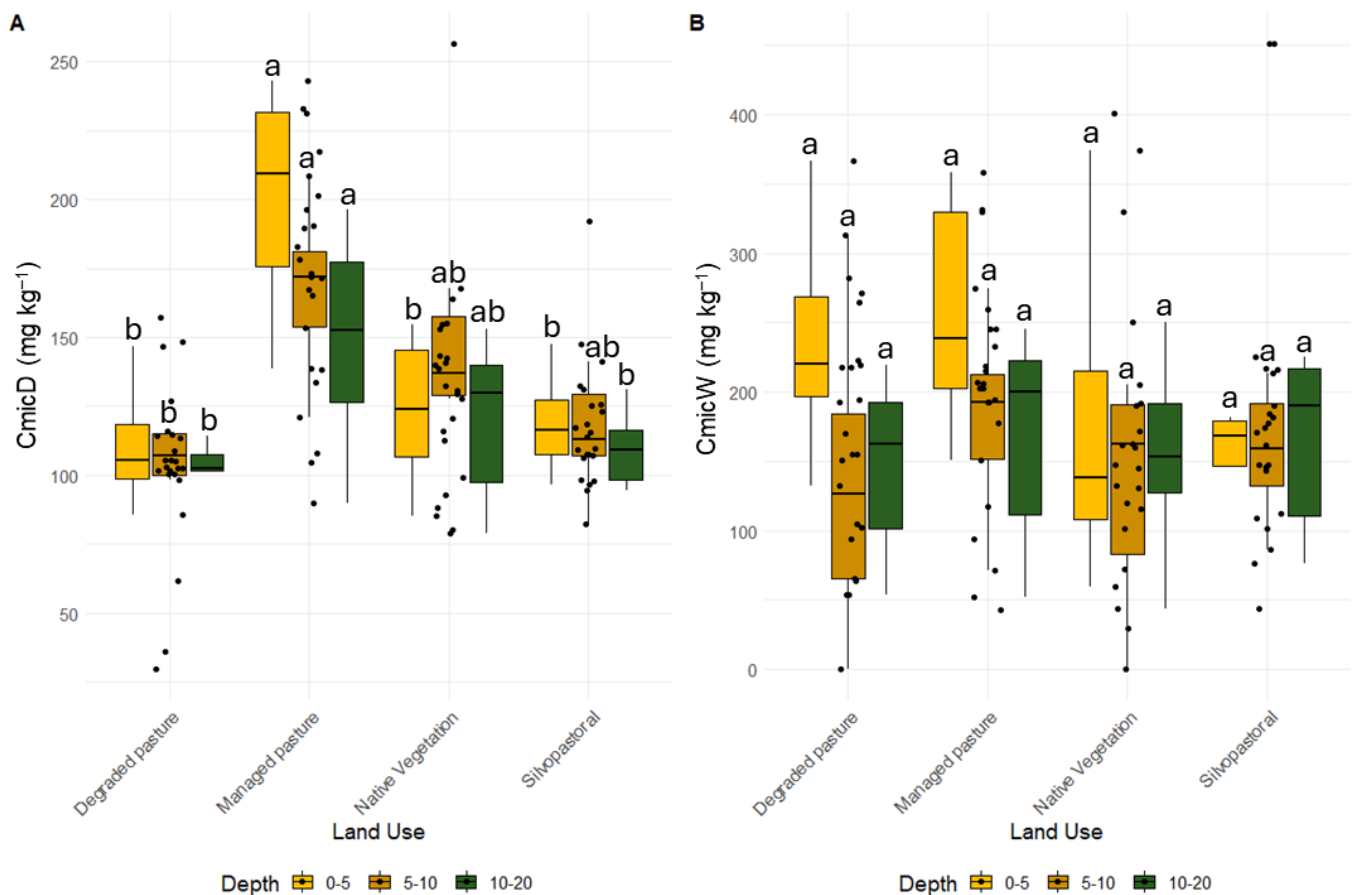 A
CmicD (mg kg⁻¹)
250
200
150
100
50
a
a
a
b
b
b
b
ab
ab
b
ab
b
Degraded pasture
Managed pasture
Native Vegetation
Silvopastoral
Land Use
Depth 0-5 5-10 10-20
B
CmicW (mg kg⁻¹)
400
300
200
100
0
a
a
a
a
a
a
a
a
a
a
a
a
Degraded pasture
Managed pasture
Native Vegetation
Silvopastoral
Land Use
Depth 0-5 5-10 10-20